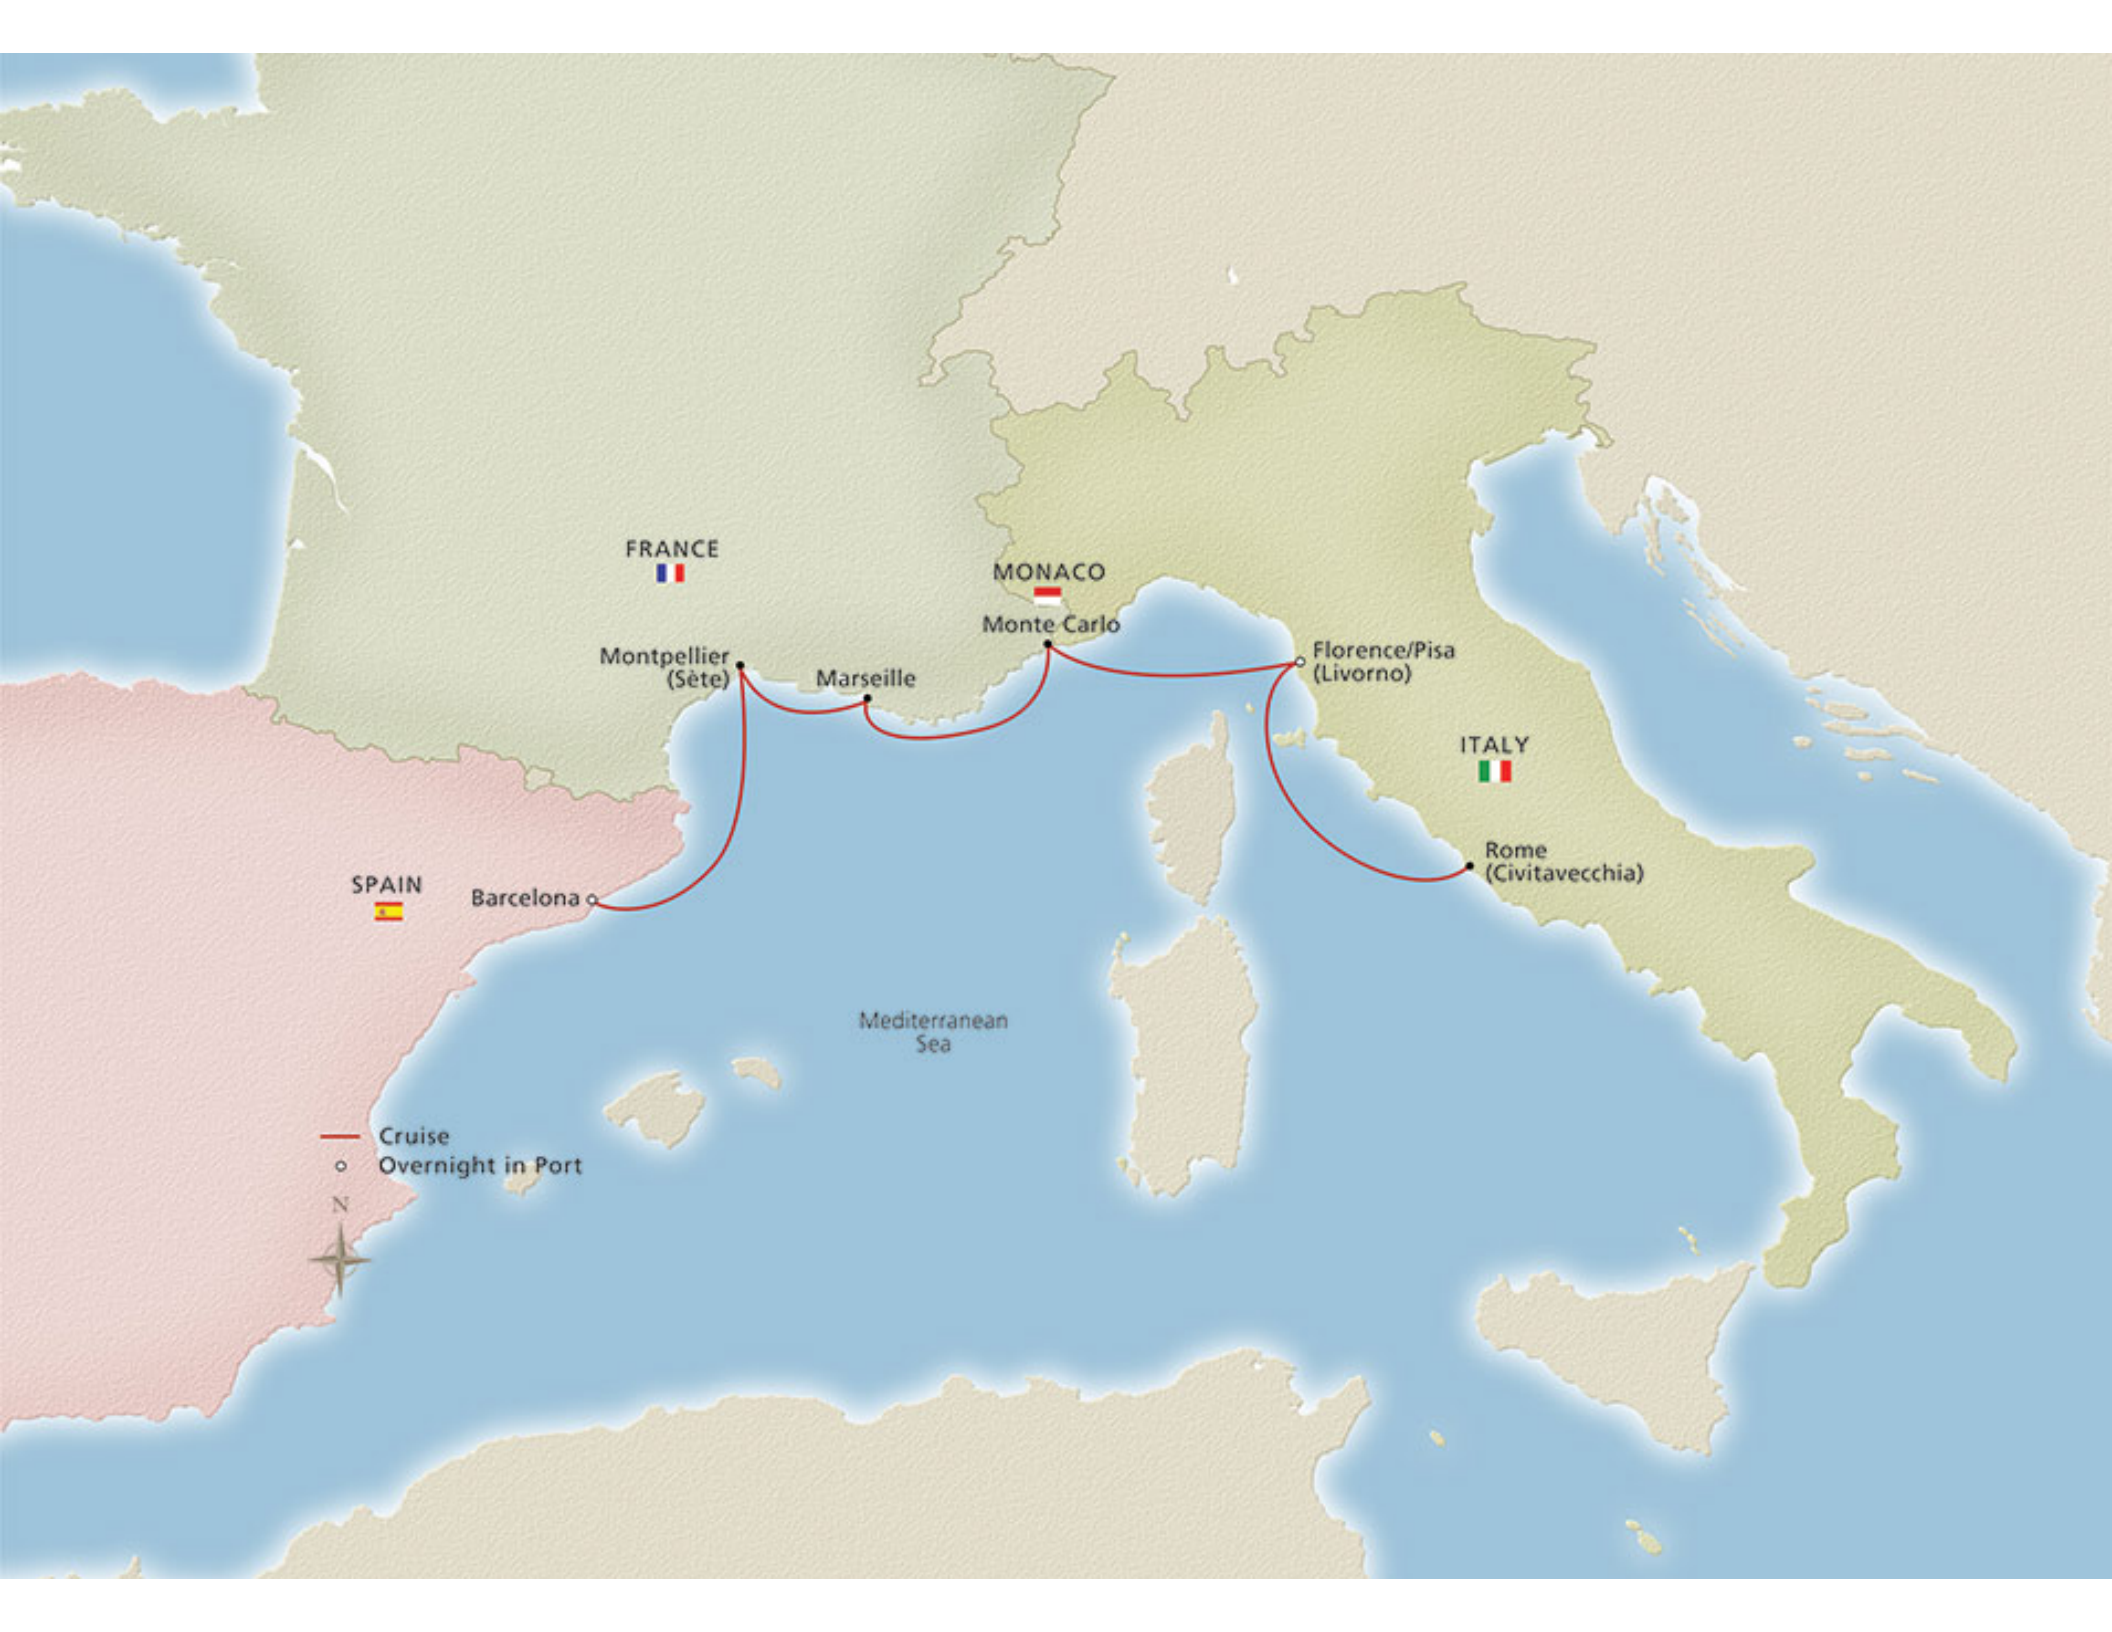 FRANCE
MONACO
Monte Carlo
Montpellier
(Sète)
Marseille
Florence/Pisa
(Livorno)
ITALY
Rome
(Civitavecchia)
SPAIN
Barcelona
Mediterranean
Sea
Cruise
Overnight in Port
N